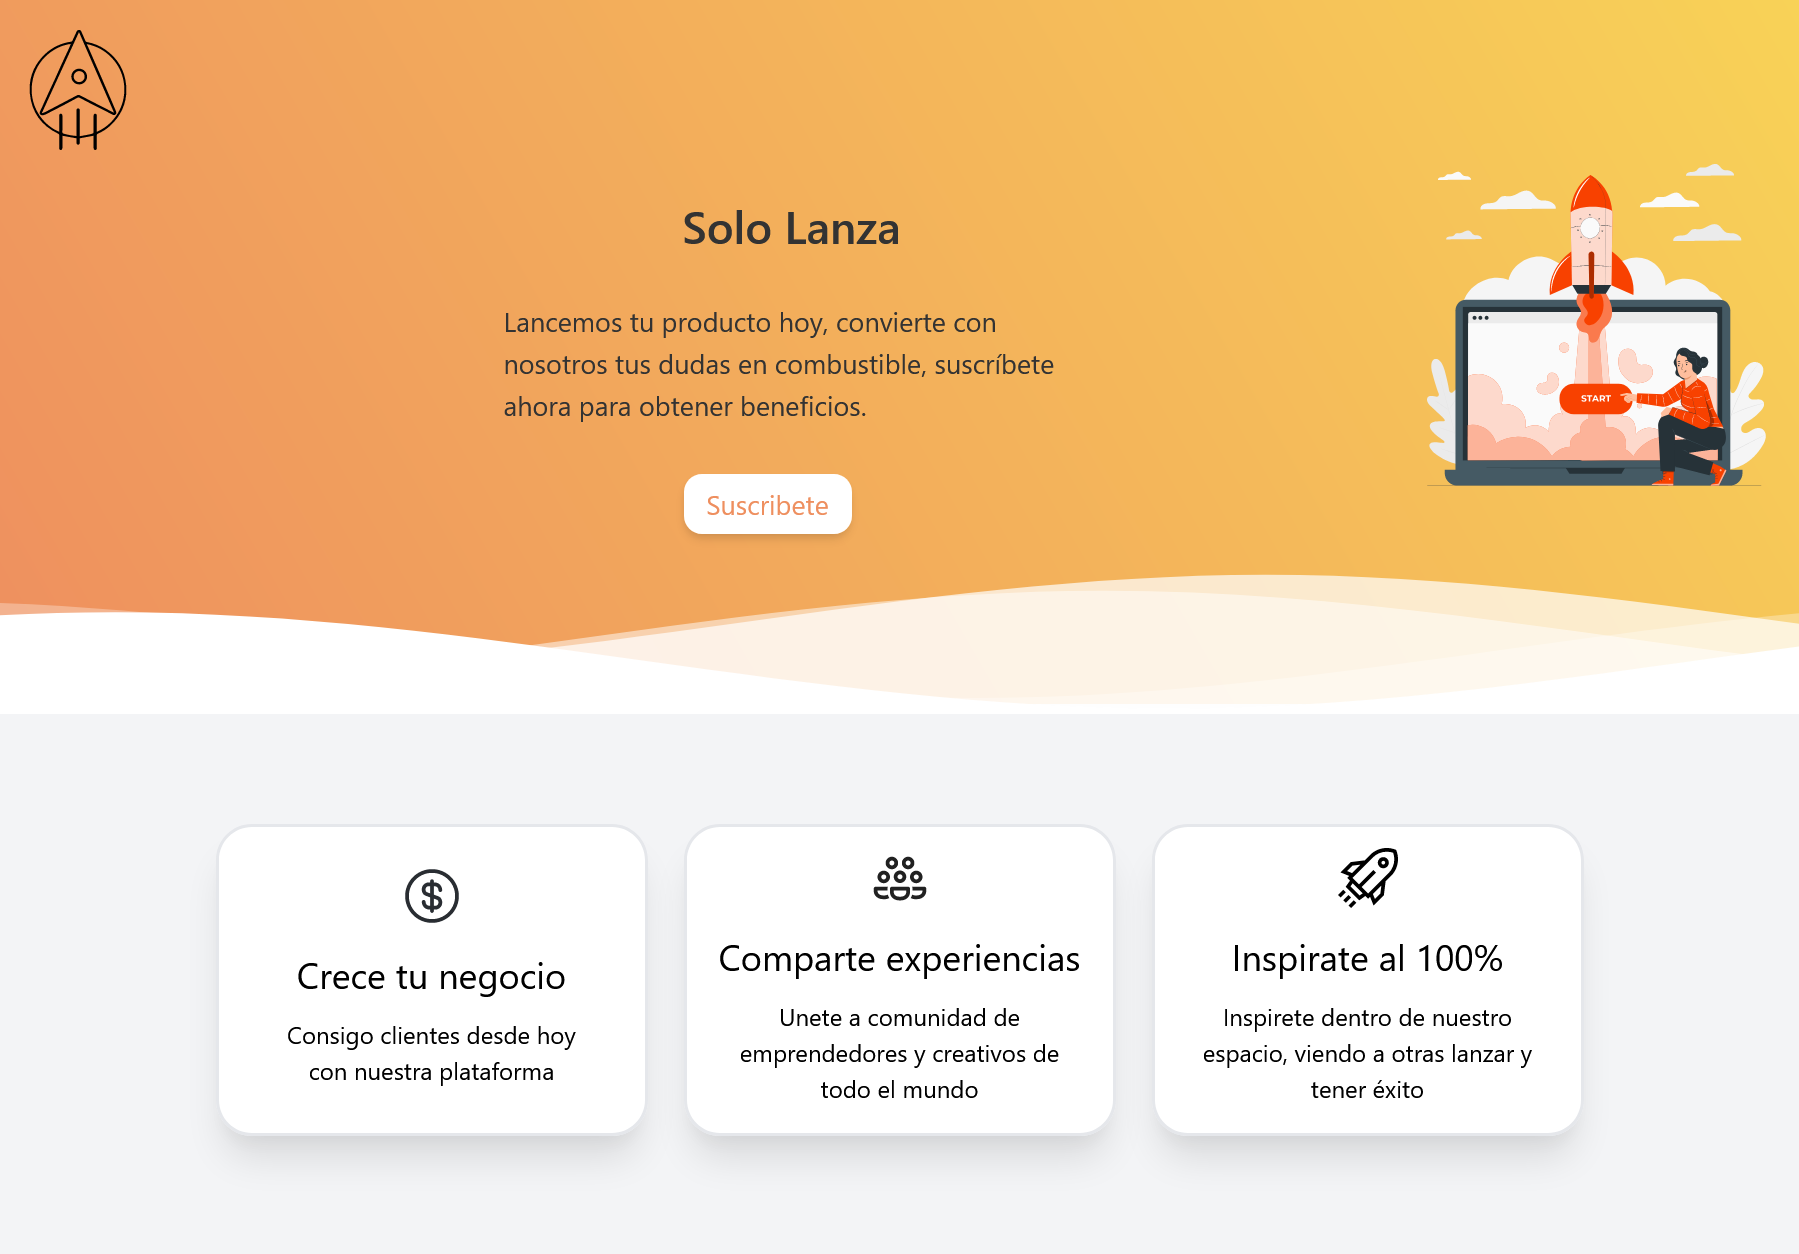 Solo Lanza
Lancemos tu producto hoy, convierte con
nosotros tus dudas en combustible, suscríbete
ahora para obtener beneficios.
Suscribete
START
Crece tu negocio
Consigo clientes desde hoy
con nuestra plataforma
Comparte experiencias
Unete a comunidad de
emprendedores y creativos de
todo el mundo
Inspirate al 100%
Inspirete dentro de nuestro
espacio, viendo a otras lanzar y
tener éxito